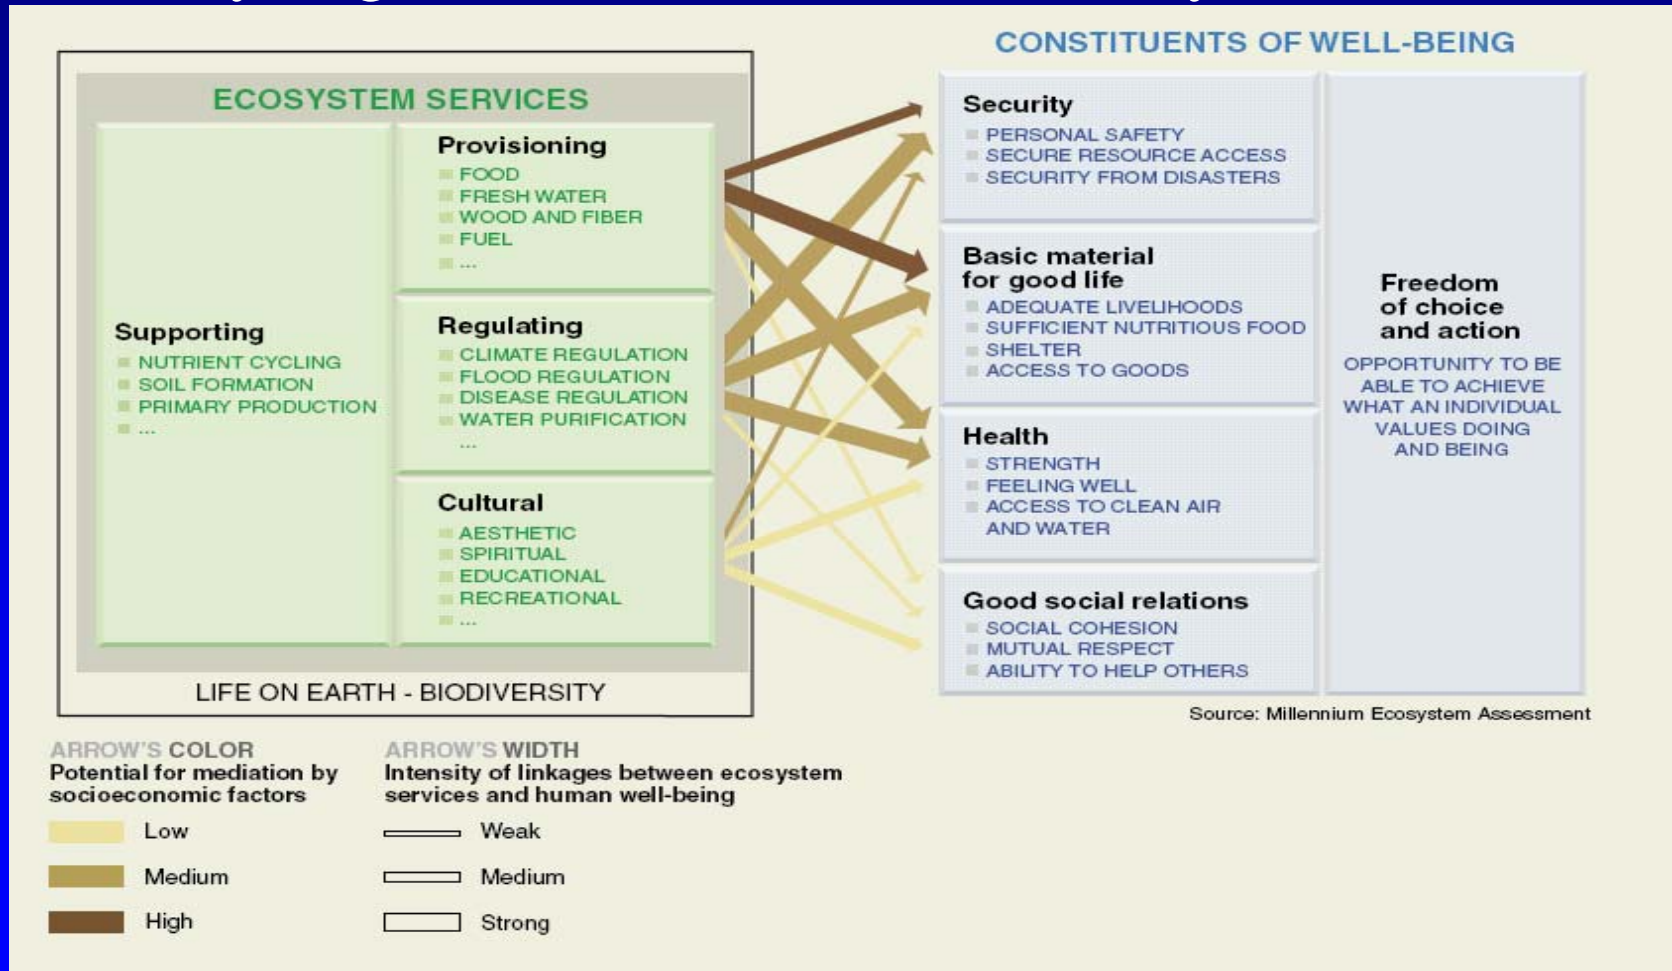 CONSTITUENTS OF WELL-BEING
ECOSYSTEM SERVICES
Supporting
NUTRIENT CYCLING
SOIL FORMATION
PRIMARY PRODUCTION
...
Provisioning
FOOD
FRESH WATER
WOOD AND FIBER
FUEL
...
Regulating
CLIMATE REGULATION
FLOOD REGULATION
DISEASE REGULATION
WATER PURIFICATION
...
Cultural
AESTHETIC
SPIRITUAL
EDUCATIONAL
RECREATIONAL
...
LIFE ON EARTH - BIODIVERSITY
Security
PERSONAL SAFETY
SECURE RESOURCE ACCESS
SECURITY FROM DISASTERS
Basic material
for good life
ADEQUATE LIVELIHOODS
SUFFICIENT NUTRITIOUS FOOD
SHELTER
ACCESS TO GOODS
Health
STRENGTH
FEELING WELL
ACCESS TO CLEAN AIR
AND WATER
Good social relations
SOCIAL COHESION
MUTUAL RESPECT
ABILITY TO HELP OTHERS
Freedom
of choice
and action
OPPORTUNITY TO BE
ABLE TO ACHIEVE
WHAT AN INDIVIDUAL
VALUES DOING
AND BEING
Source: Millennium Ecosystem Assessment
ARROW'S COLOR
Potential for mediation by
socioeconomic factors
Low
Medium
High
ARROW'S WIDTH
Intensity of linkages between ecosystem
services and human well-being
Weak
Medium
Strong